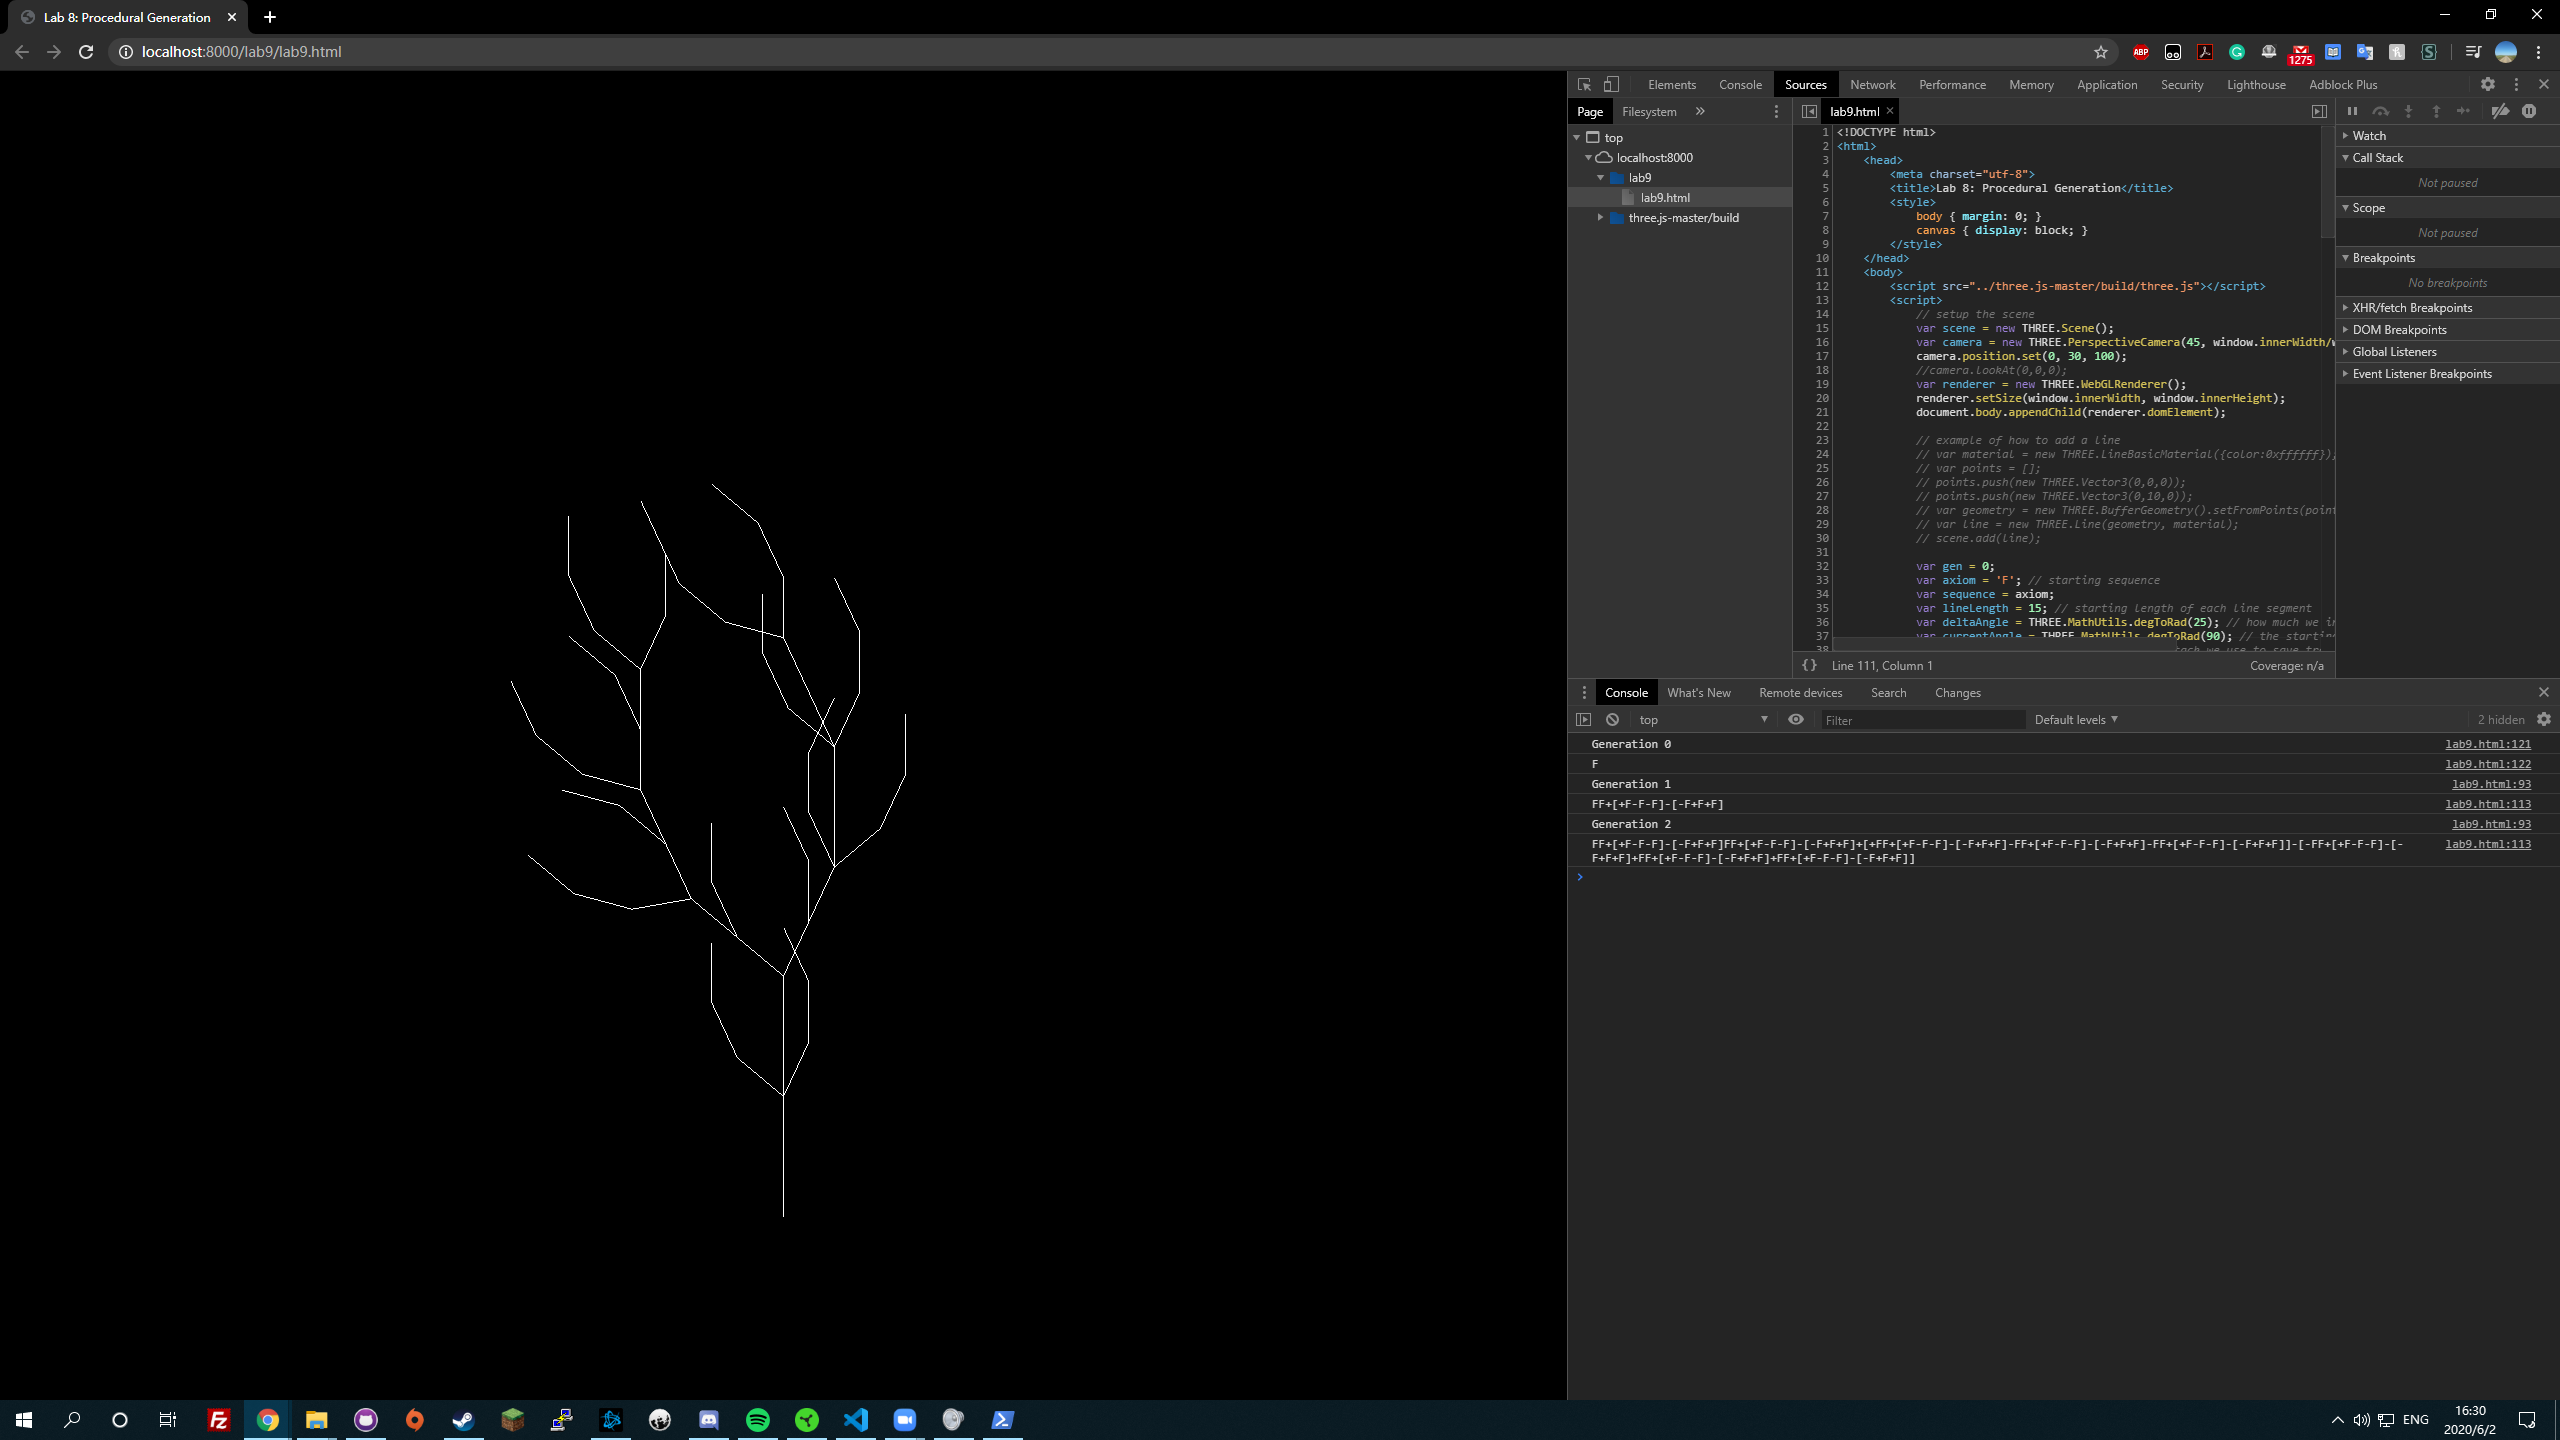 Lab 8: Procedural Generation
localhost:8000/lab9/lab9.html
ABP
1275
Elements Console Sources Network Performance Memory Application Security Lighthouse Adblock Plus
Page Filesystem
top
localhost:8000
lab9
lab9.html
three.js-master/build
lab9.html
1 <!DOCTYPE html>
2 <html>
3 <head>
4 <meta charset="utf-8">
5 <title>Lab 8: Procedural Generation</title>
6 <style>
7 body { margin: 0; }
8 canvas { display: block; }
9 </style>
10 </head>
11 <body>
12 <script src="../three.js-master/build/three.js"></script>
13 <script>
14 // setup the scene
15 var scene = new THREE.Scene();
16 var camera = new THREE.PerspectiveCamera(45, window.innerWidth/w
17 camera.position.set(0, 30, 100);
18 //camera.lookAt(0,0,0);
19 var renderer = new THREE.WebGLRenderer();
20 renderer.setSize(window.innerWidth, window.innerHeight);
21 document.body.appendChild(renderer.domElement);
22
23 // example of how to add a line
24 // var material = new THREE.LineBasicMaterial({color:0xffffff});
25 // var points = [];
26 // points.push(new THREE.Vector3(0,0,0));
27 // points.push(new THREE.Vector3(0,10,0));
28 // var geometry = new THREE.BufferGeometry().setFromPoints(point
29 // var line = new THREE.Line(geometry, material);
30 // scene.add(line);
31
32 var gen = 0;
33 var axiom = 'F'; // starting sequence
34 var sequence = axiom;
35 var lineLength = 15; // starting length of each line segment
36 var deltaAngle = THREE.MathUtils.degToRad(25); // how much we i
37 var currentAngle = THREE.MathUtils.degToRad(90); // the startin
38 we use to save tr
{} Line 111, Column 1 Coverage: n/a
Watch
Call Stack
Not paused
Scope
Not paused
Breakpoints
No breakpoints
XHR/fetch Breakpoints
DOM Breakpoints
Global Listeners
Event Listener Breakpoints
Console What's New Remote devices Search Changes
top Filter Default levels 2 hidden
Generation 0 lab9.html:121
F lab9.html:122
Generation 1 lab9.html:93
FF+[+F-F-F]-[-F+F+F] lab9.html:113
Generation 2 lab9.html:93
FF+[+F-F-F]-[-F+F+F]FF+[+F-F-F]-[-F+F+F]+[+FF+[+F-F-F]-[-F+F+F]-FF+[+F-F-F]-[-F+F+F]-FF+[+F-F-F]-[-F+F+F]]-[-FF+[+F-F-F]-[- lab9.html:113
F+F+F]+FF+[+F-F-F]-[-F+F+F]+FF+[+F-F-F]-[-F+F+F]]
Fz
ENG
16:30
2020/6/2